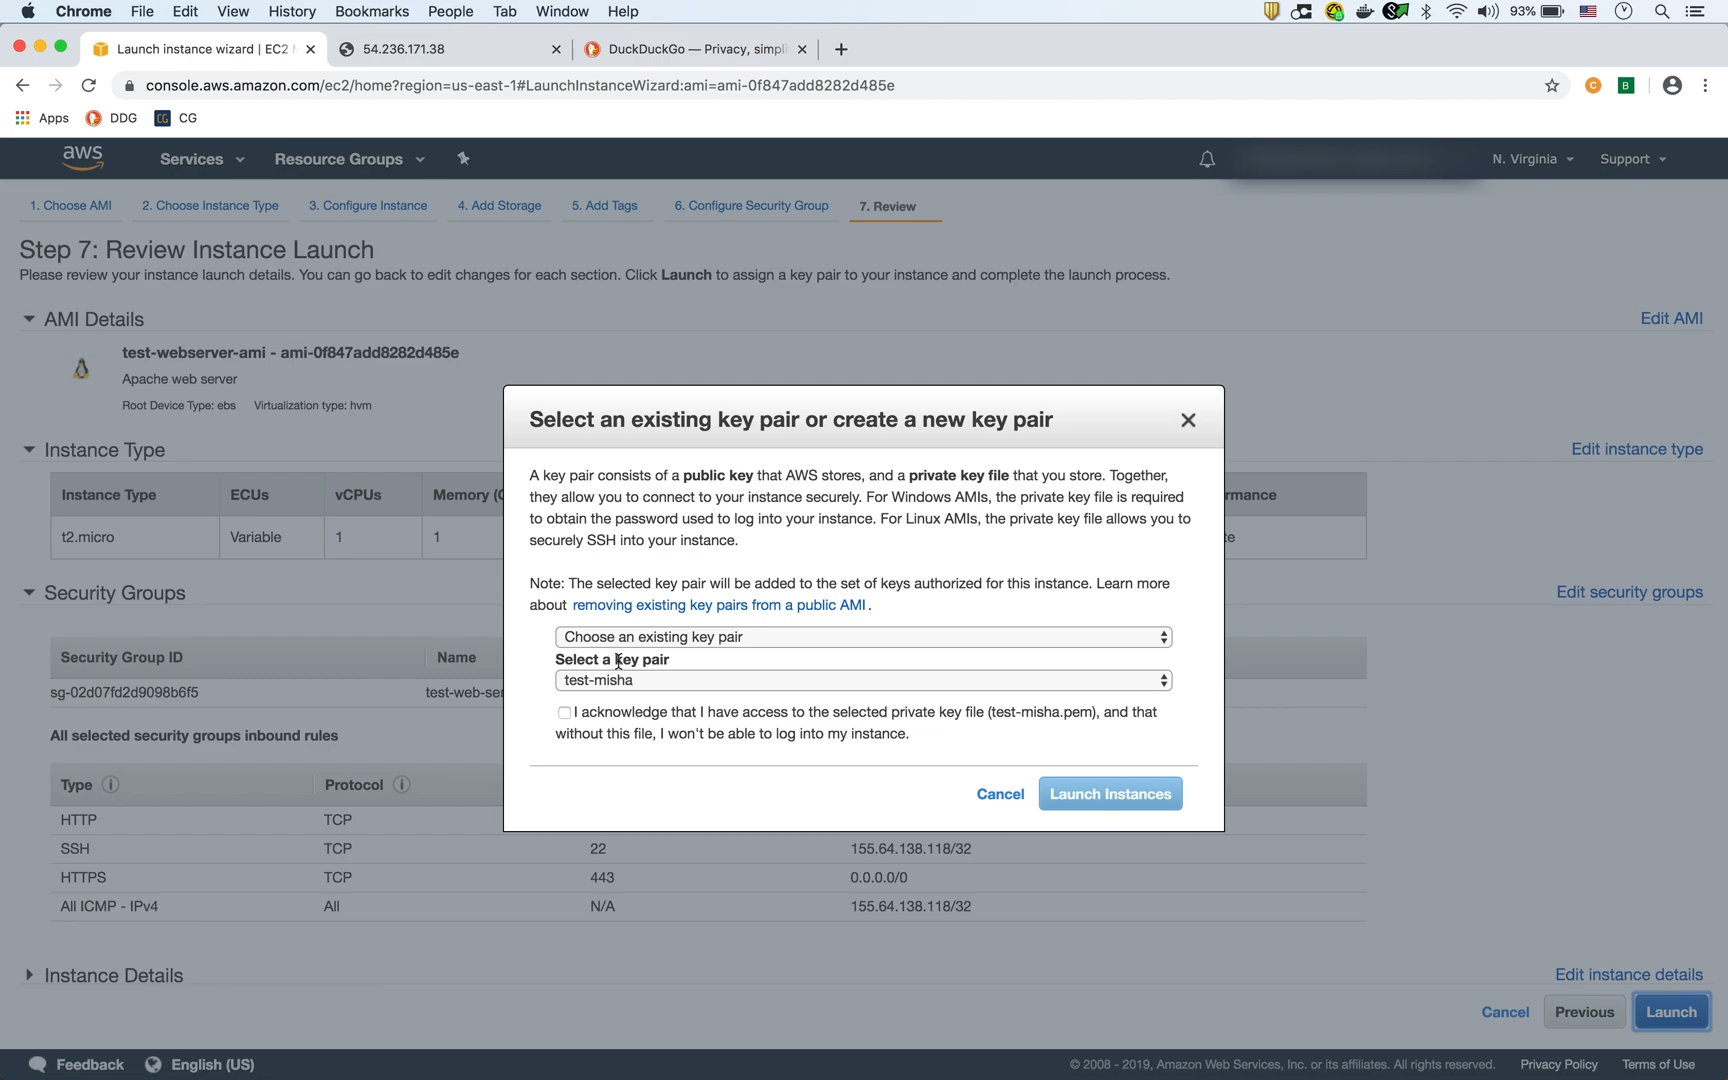 Chrome File Edit View History Bookmarks People Tab Window Help 93%
Launch instance wizard | EC2 M 54.236.171.38 DuckDuckGo — Privacy, simpli
console.aws.amazon.com/ec2/home?region=us-east-1#LaunchInstanceWizard:ami=ami-0f847add8282d485e C B
Apps DDG CG CG
aws Services Resource Groups N. Virginia Support
1. Choose AMI 2. Choose Instance Type 3. Configure Instance 4. Add Storage 5. Add Tags 6. Configure Security Group 7. Review
Step 7: Review Instance Launch
Please review your instance launch details. You can go back to edit changes for each section. Click Launch to assign a key pair to your instance and complete the launch process.
AMI Details Edit AMI
test-webserver-ami - ami-0f847add8282d485e
Apache web server
Root Device Type: ebs Virtualization type: hvm
Instance Type Edit instance type
Instance Type ECUs vCPUs Memory (G rmance
t2.micro Variable 1 1 te
Security Groups Edit security groups
Security Group ID Name
sg-02d07fd2d9098b6f5 test-web-ser
All selected security groups inbound rules
Type i Protocol i
HTTP TCP
SSH TCP 22 155.64.138.118/32
HTTPS TCP 443 0.0.0.0/0
All ICMP - IPv4 All N/A 155.64.138.118/32
Instance Details Edit instance details
Cancel Previous Launch
Select an existing key pair or create a new key pair
A key pair consists of a public key that AWS stores, and a private key file that you store. Together,
they allow you to connect to your instance securely. For Windows AMIs, the private key file is required
to obtain the password used to log into your instance. For Linux AMIs, the private key file allows you to
securely SSH into your instance.
Note: The selected key pair will be added to the set of keys authorized for this instance. Learn more
about removing existing key pairs from a public AMI .
Choose an existing key pair
Select a key pair
test-misha
I acknowledge that I have access to the selected private key file (test-misha.pem), and that
without this file, I won't be able to log into my instance.
Cancel Launch Instances
Feedback English (US) © 2008 - 2019, Amazon Web Services, Inc. or its affiliates. All rights reserved. Privacy Policy Terms of Use